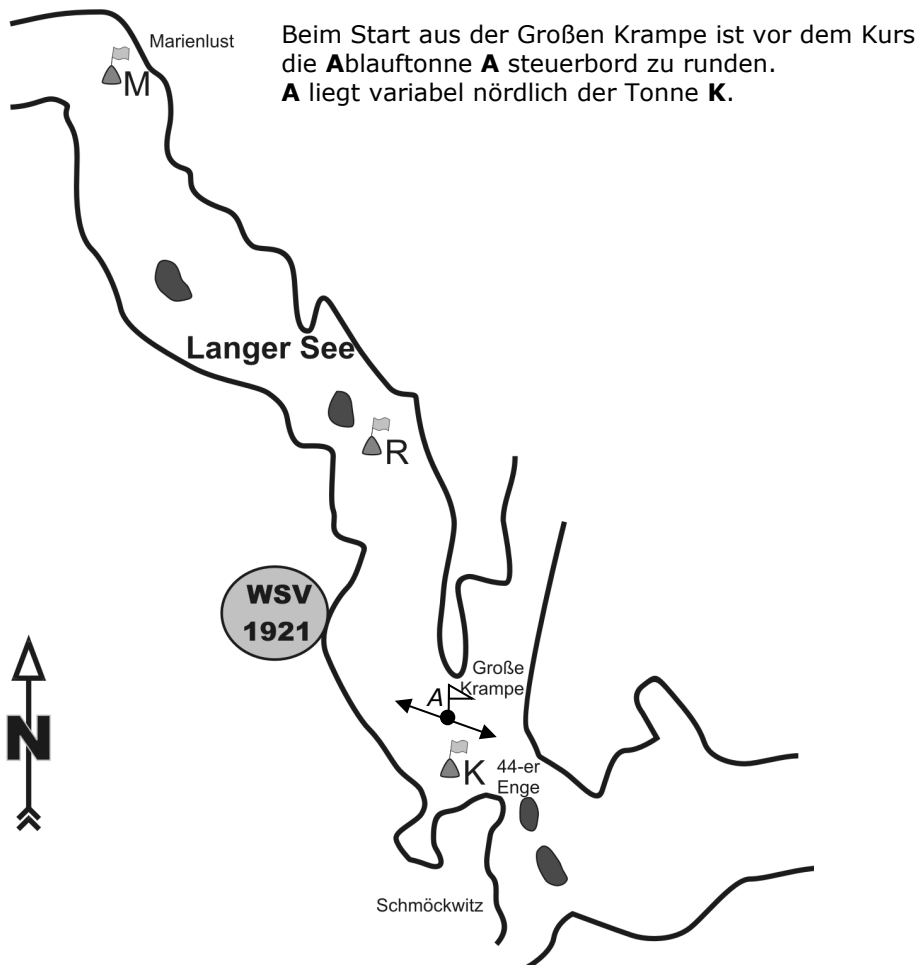 Beim Start aus der Großen Krampe ist vor dem Kurs
die Ablauftonne A steuerbord zu runden.
A liegt variabel nördlich der Tonne K.
Marienlust
M
Langer See
R
WSV
1921
Große
Krampe
A
N
K
44-er
Enge
Schmöckwitz